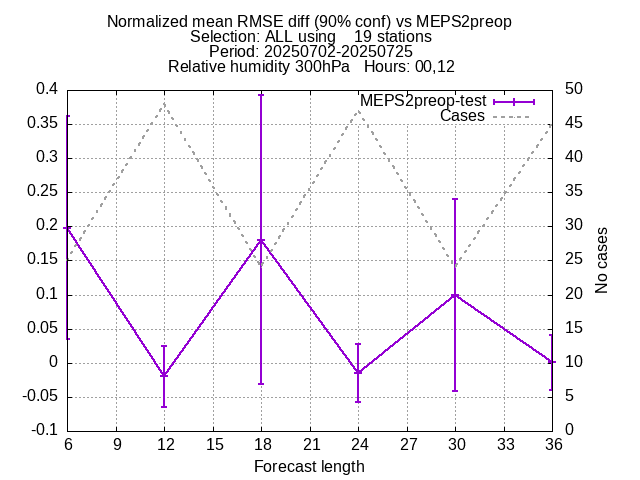 Normalized mean RMSE diff (90% conf) vs MEPS2preop
Selection: ALL using    19 stations
Period: 20250702-20250725
Relative humidity 300hPa   Hours: 00,12
MEPS2preop-test
Cases
0.4
0.35
0.3
0.25
0.2
0.15
0.1
0.05
0
-0.05
-0.1
50
45
40
35
30
25
20
15
10
5
0
No cases
6 9 12 15 18 21 24 27 30 33 36
Forecast length